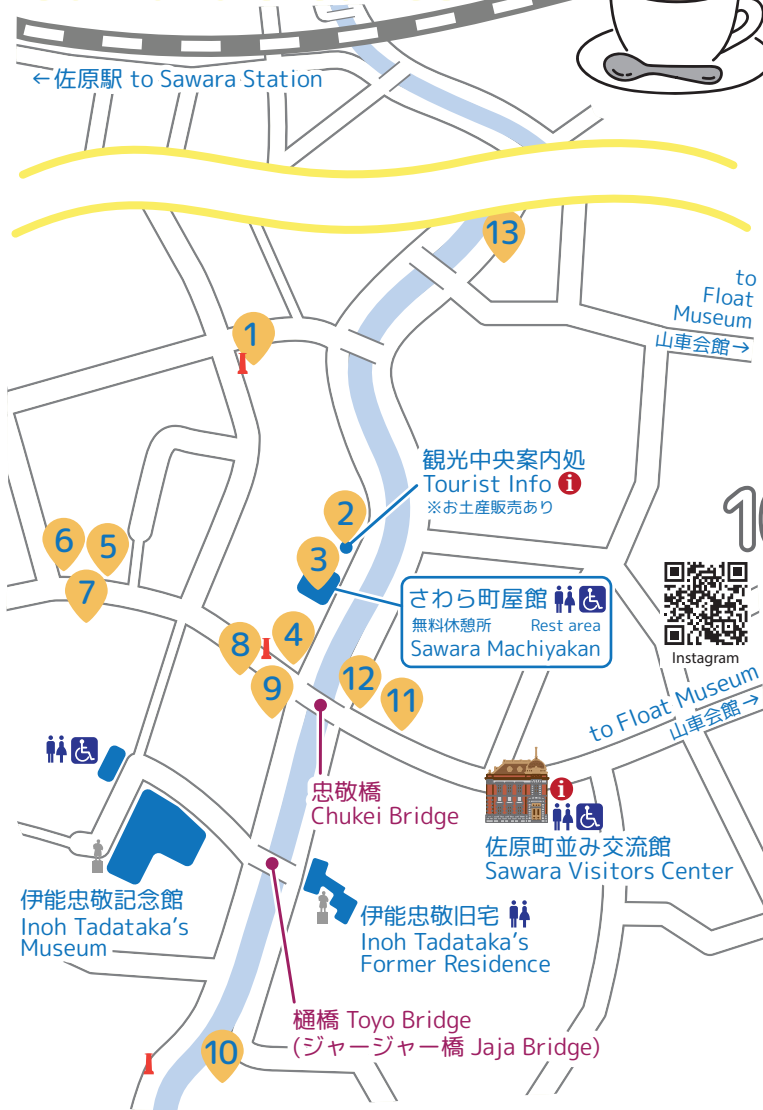 ←佐原駅 to Sawara Station
13
to
Float
Museum
山車会館→
1
観光中央案内処
Tourist Info i
※お土産販売あり
2
3
6
5
7
さわら町屋館
無料休憩所 Rest area
Sawara Machiyakan
10
Instagram
8
4
9
12
11
to Float Museum
山車会館→
忠敬橋
Chukei Bridge
i
佐原町並み交流館
Sawara Visitors Center
伊能忠敬記念館
Inoh Tadataka's
Museum
伊能忠敬旧宅
Inoh Tadataka's
Former Residence
樋橋 Toyo Bridge
(ジャージャー橋 Jaja Bridge)
10